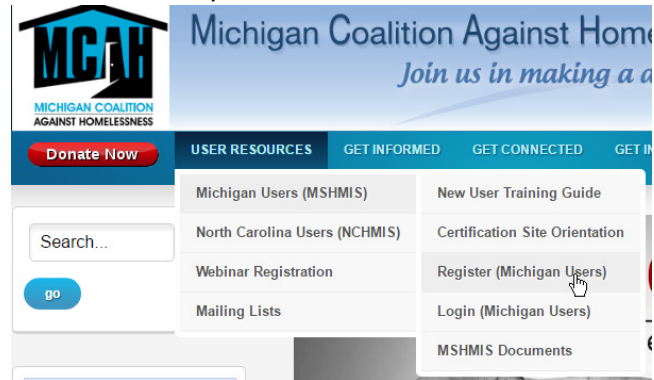 MCAH
MICHIGAN COALITION
AGAINST HOMELESSNESS
Michigan Coalition Against
Join us in making a
Donate Now
USER RESOURCES
GET INFORMED
GET CONNECTED
GET
Michigan Users (MSHMIS)
North Carolina Users (NCHMIS)
Webinar Registration
Mailing Lists
New User Training Guide
Certification Site Orientation
Register (Michigan Users)
Login (Michigan Users)
MSHMIS Documents
Search...
go